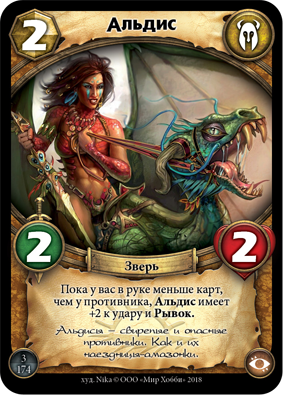 Альдис
2
2
2
Зверь
Пока у вас в руке меньше карт,
чем у противника, Альдис имеет
+2 к удару и Рывок.
Альдисы – свирепые и опасные
противники. Как и их
наездницы-амазонки.
3
174
худ. Nika © ООО «Мир Хобби» 2018